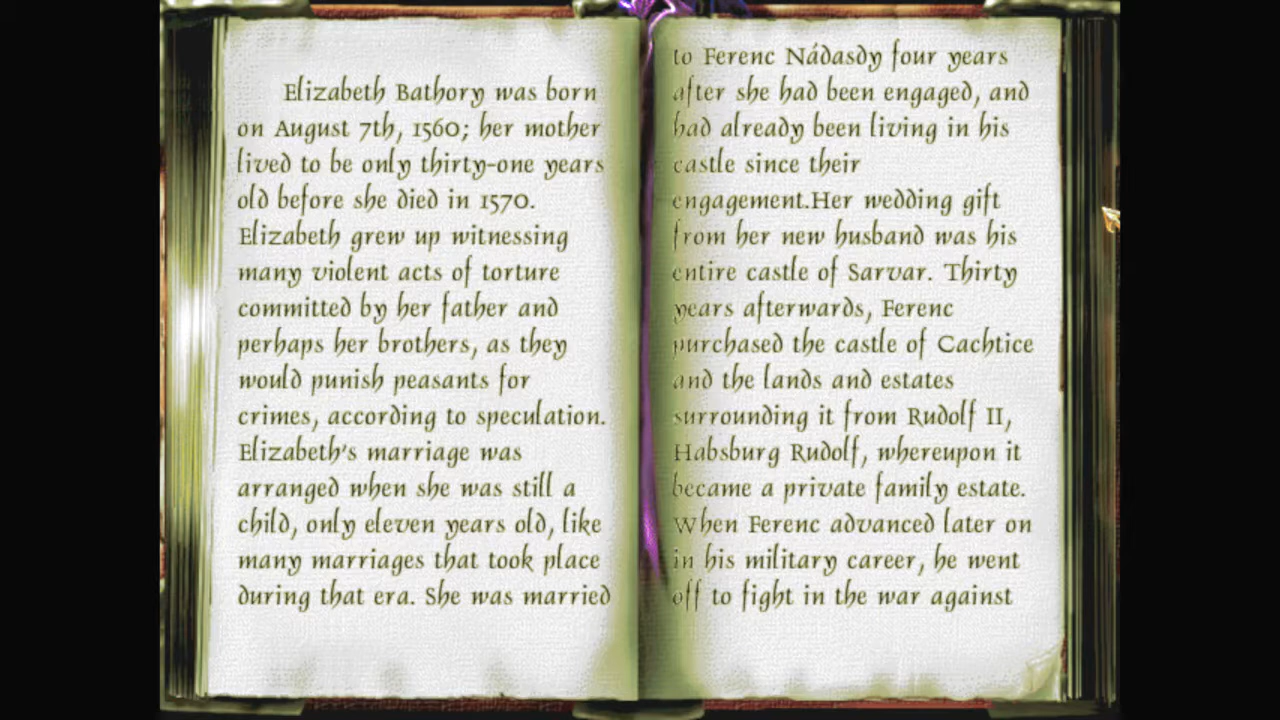 Elizabeth Bathory was born
on August 7th, 1560; her mother
lived to be only thirty-one years
old before she died in 1570.
Elizabeth grew up witnessing
many violent acts of torture
committed by her father and
perhaps her brothers, as they
would punish peasants for
crimes, according to speculation.
Elizabeth's marriage was
arranged when she was still a
child, only eleven years old, like
many marriages that took place
during that era. She was married
to Ferenc Nádasdy four years
after she had been engaged, and
had already been living in his
castle since their
engagement.Her wedding gift
from her new husband was his
entire castle of Sarvar. Thirty
years afterwards, Ferenc
purchased the castle of Cachtice
and the lands and estates
surrounding it from Rudolf II,
Habsburg Rudolf, whereupon it
became a private family estate.
When Ferenc advanced later on
in his military career, he went
off to fight in the war against